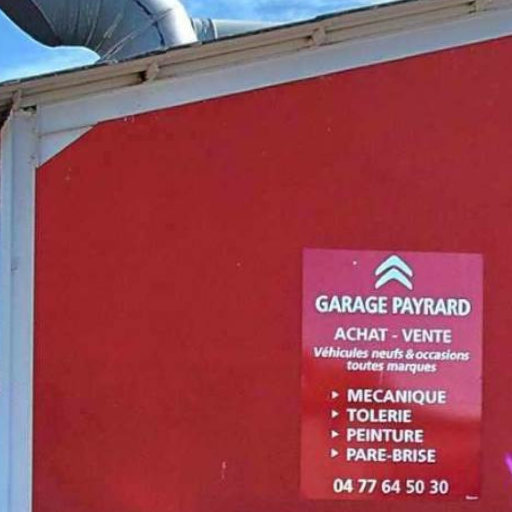 GARAGE PAYRARD
ACHAT - VENTE
Véhicules neufs & occasions
toutes marques
MECANIQUE
TOLERIE
PEINTURE
PARE-BRISE
04 77 64 50 30